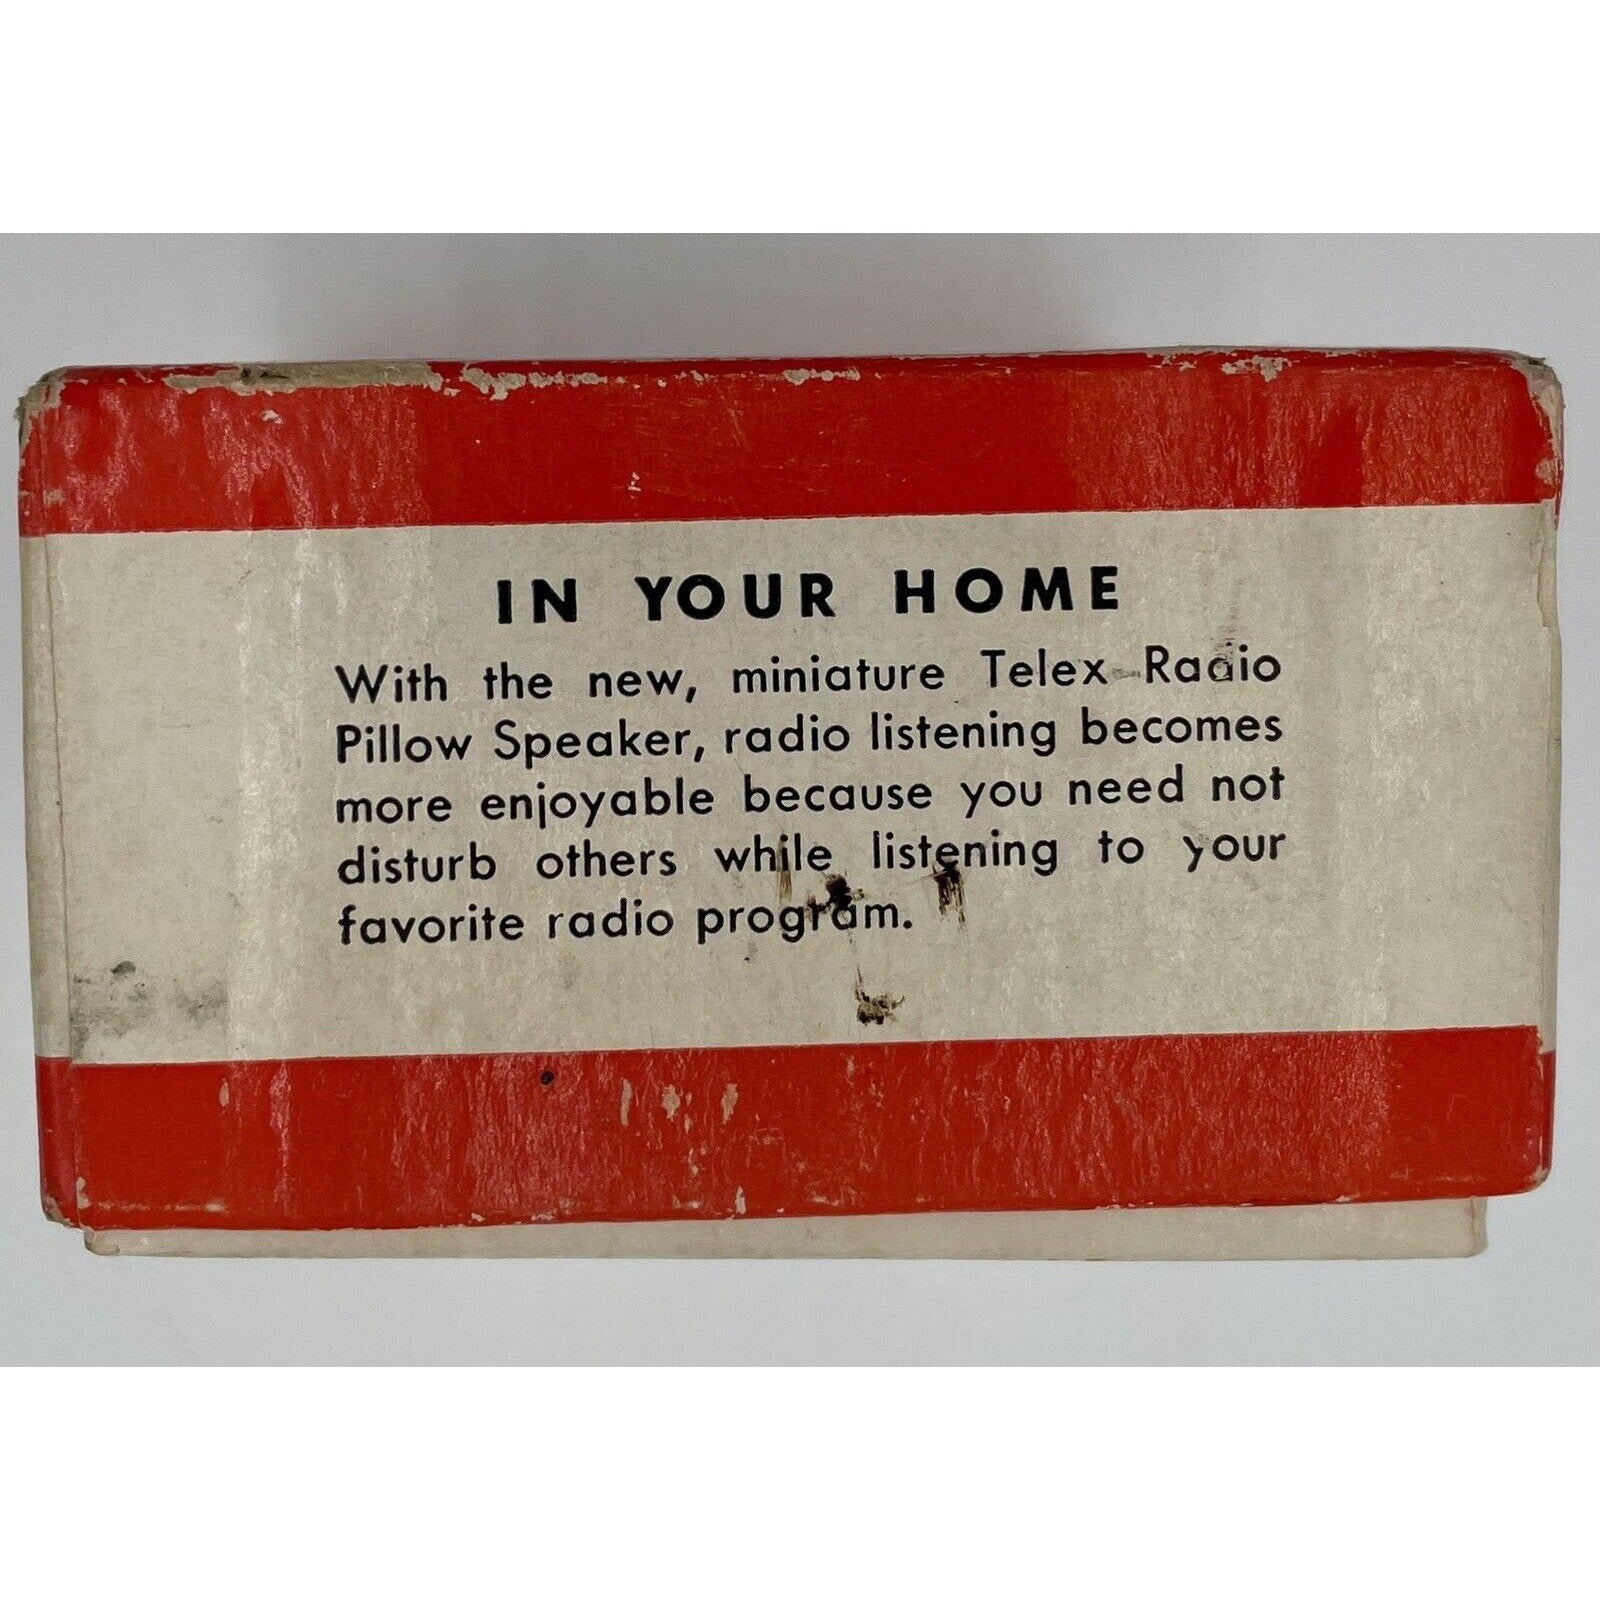 IN YOUR HOME
With the new, miniature Telex Radio
Pillow Speaker, radio listening becomes
more enjoyable because you need not
disturb others while listening to your
favorite radio program.